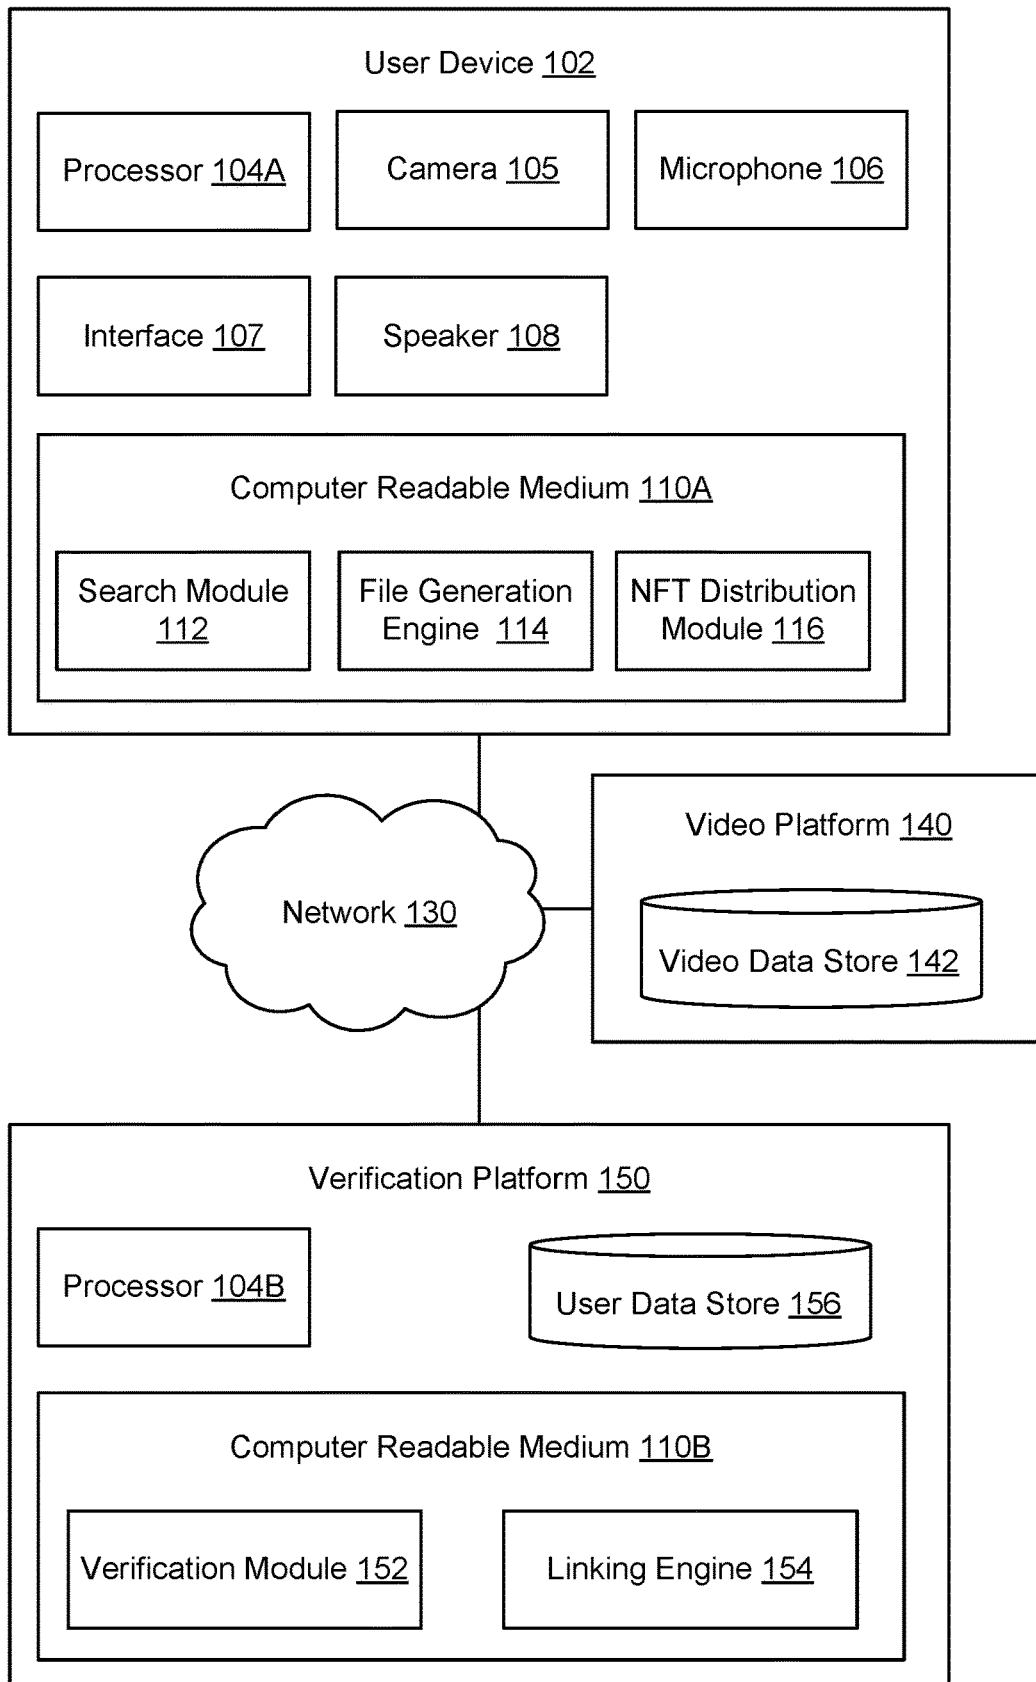 User Device 102
Processor 104A
Camera 105
Microphone 106
Interface 107
Speaker 108
Computer Readable Medium 110A
Search Module
112
File Generation
Engine 114
NFT Distribution
Module 116
Network 130
Video Platform 140
Video Data Store 142
Verification Platform 150
Processor 104B
User Data Store 156
Computer Readable Medium 110B
Verification Module 152
Linking Engine 154